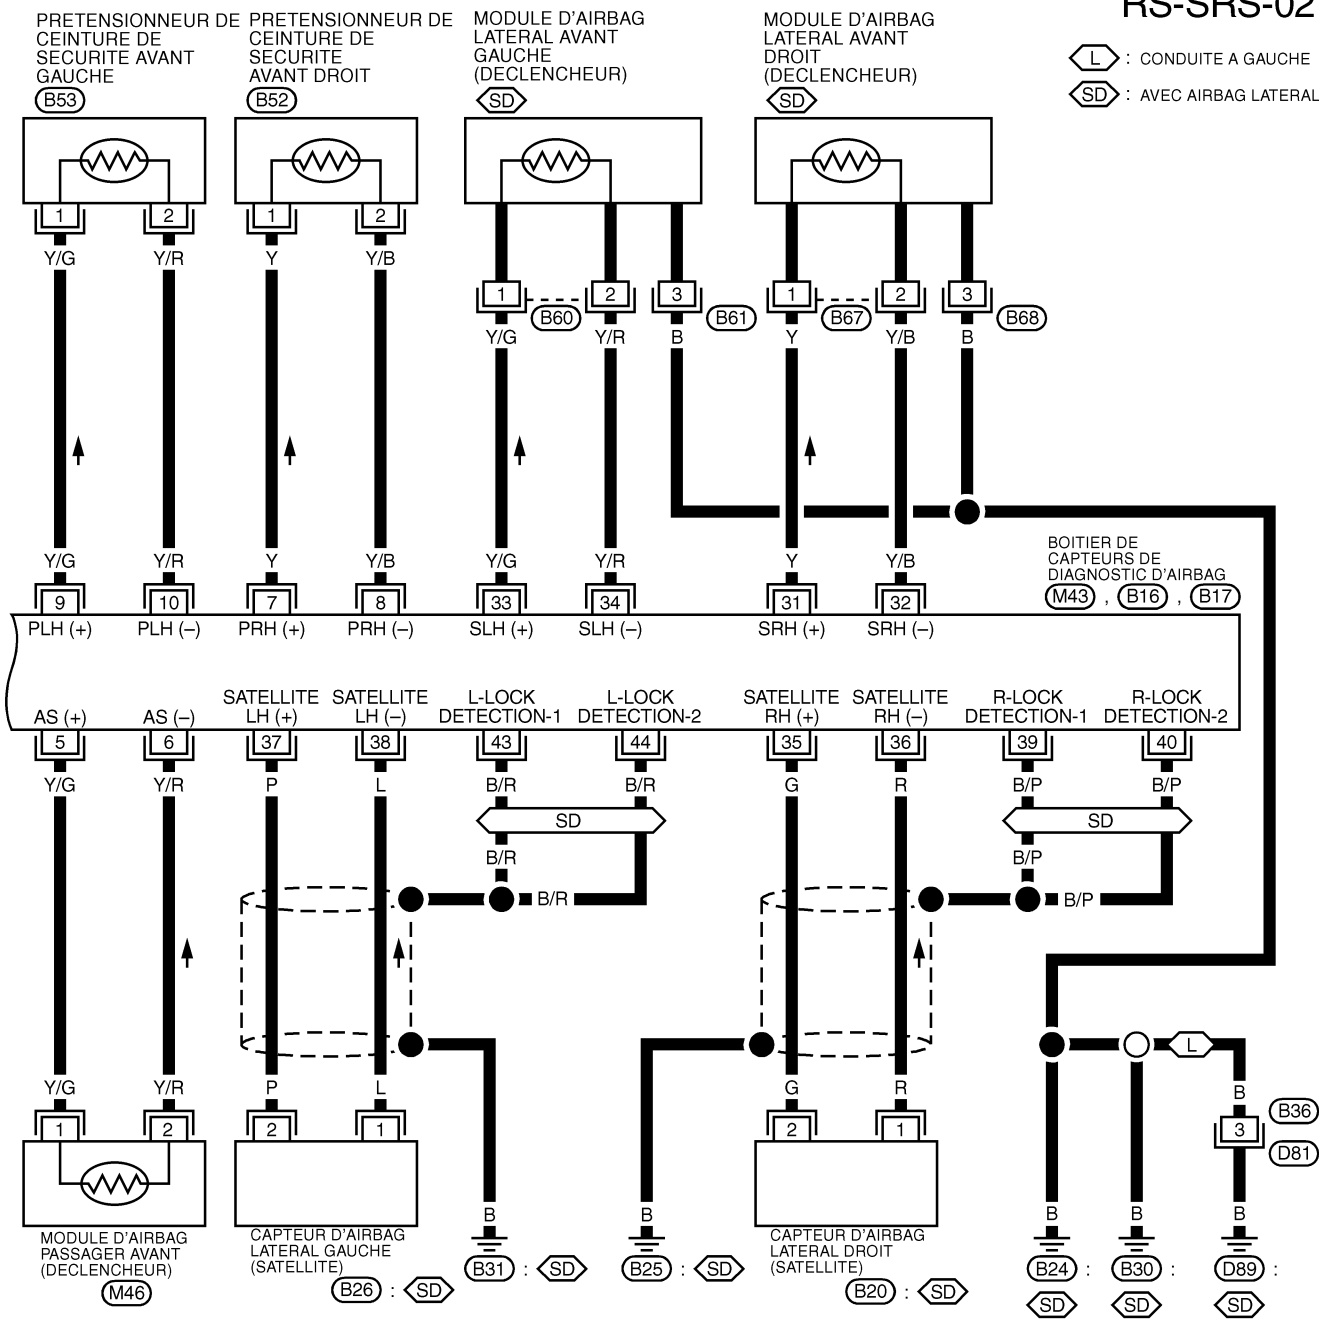 RS-SRS-02
L : CONDUITE A GAUCHE
SD : AVEC AIRBAG LATERAL
PRETENSIONNEUR DE
CEINTURE DE
SECURITE AVANT
GAUCHE
B53
PRETENSIONNEUR DE
CEINTURE DE
SECURITE
AVANT DROIT
B52
MODULE D'AIRBAG
LATERAL AVANT
GAUCHE
(DECLENCHEUR)
SD
MODULE D'AIRBAG
LATERAL AVANT
DROIT
(DECLENCHEUR)
SD
1 2 1 2
Y/G Y/R Y Y/B
1 2 3 1 2 3
B60 B61 B67 B68
Y/G Y/R B Y Y/B B
BOITIER DE
CAPTEURS DE
DIAGNOSTIC D'AIRBAG
M43 , B16 , B17
Y/G Y/R Y Y/B Y/G Y/R Y Y/B
9 10 7 8 33 34 31 32
PLH (+) PLH (–) PRH (+) PRH (–) SLH (+) SLH (–) SRH (+) SRH (–)
AS (+) AS (–)
SATELLITE
LH (+)
SATELLITE
LH (–)
L-LOCK
DETECTION-1
L-LOCK
DETECTION-2
SATELLITE
RH (+)
SATELLITE
RH (–)
R-LOCK
DETECTION-1
R-LOCK
DETECTION-2
5 6 37 38 43 44 35 36 39 40
Y/G Y/R P L B/R B/R G R B/P B/P
SD SD
B/R B/P
B/R B/P
L
Y/G Y/R P L G R B
1 2 2 1 2 1 3
B36
D81
B B B B B
MODULE D'AIRBAG
PASSAGER AVANT
(DECLENCHEUR)
M46
CAPTEUR D'AIRBAG
LATERAL GAUCHE
(SATELLITE)
B26 : SD
B31 : SD
B25 : SD
CAPTEUR D'AIRBAG
LATERAL DROIT
(SATELLITE)
B20 : SD
B24 :
SD
B30 :
SD
D89 :
SD